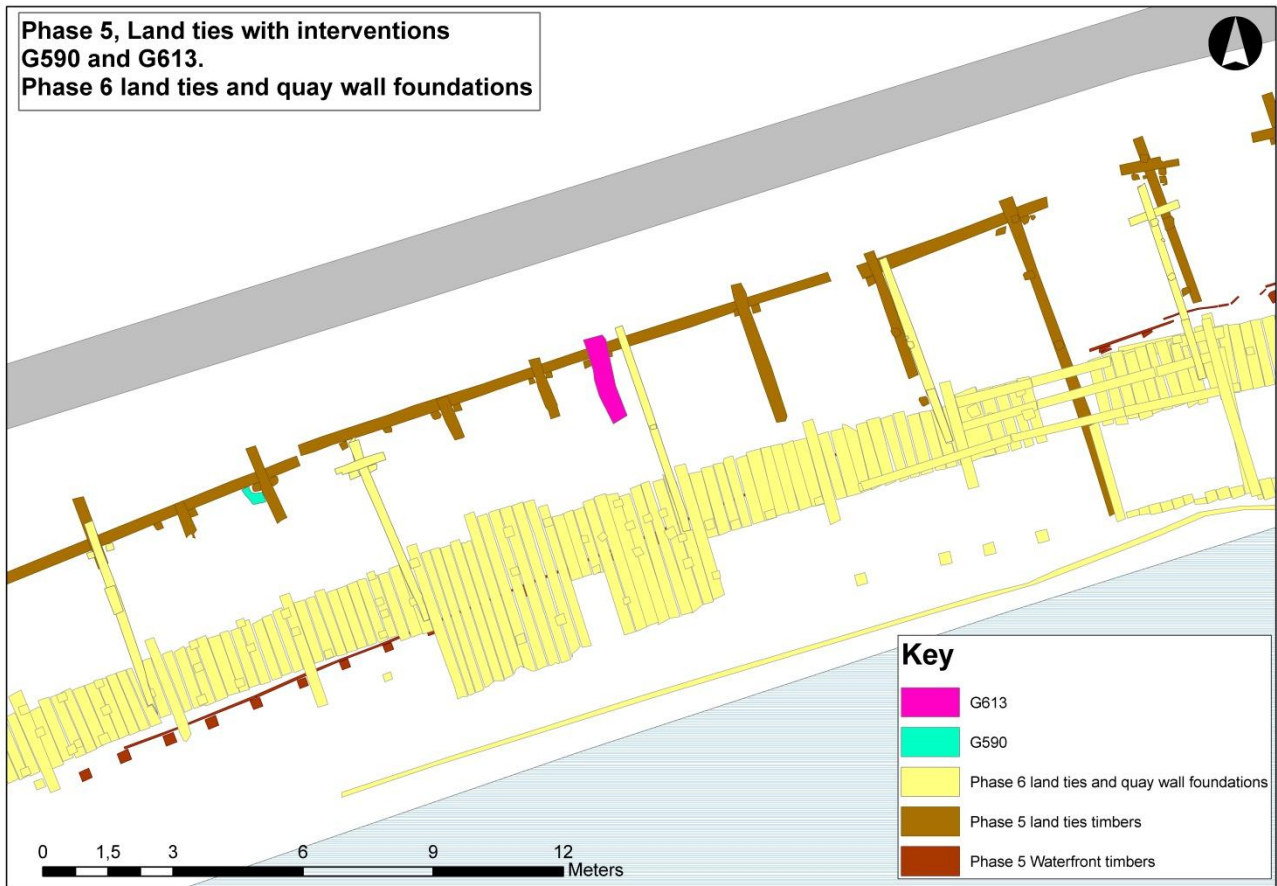 Phase 5, Land ties with interventions
G590 and G613.
Phase 6 land ties and quay wall foundations
Key
G613
G590
Phase 6 land ties and quay wall foundations
Phase 5 land ties timbers
Phase 5 Waterfront timbers
0 1,5 3 6 9 12
Meters